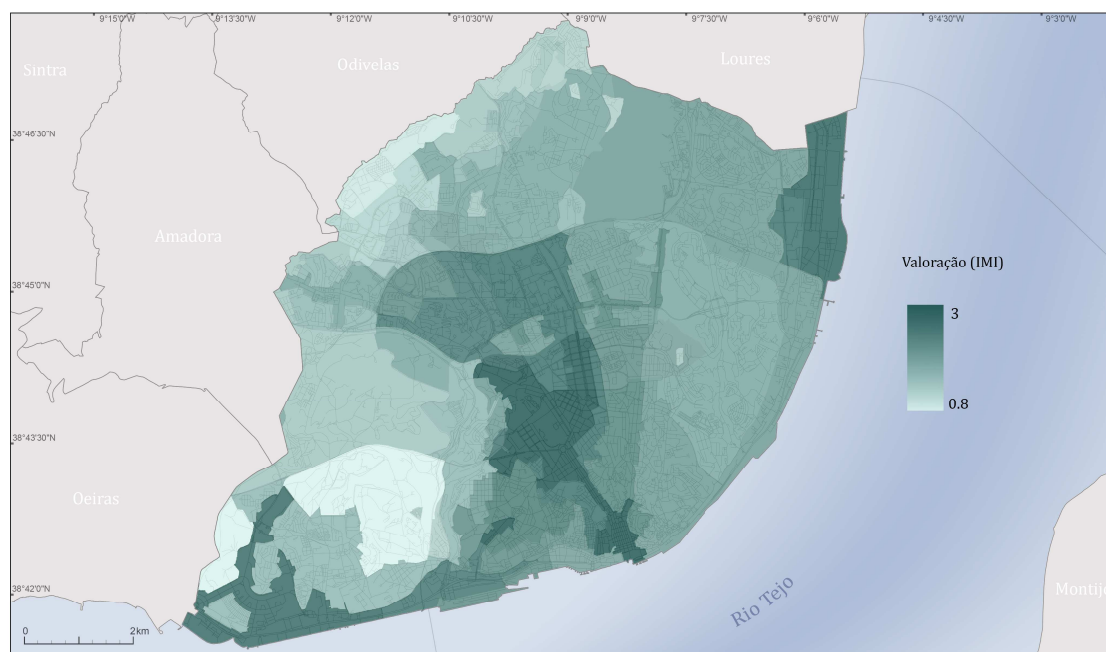 9°15'0"W 9°13'30"W 9°12'0"W 9°10'30"W 9°9'0"W 9°7'30"W 9°6'0"W 9°4'30"W 9°3'0"W
Sintra
Odivelas
Loures
38°46'30"N
Amadora
Valoração (IMI)
38°45'0"N
3
0.8
38°43'30"N
Oeiras
38°42'0"N
Rio Tejo
Montijo
0 2km